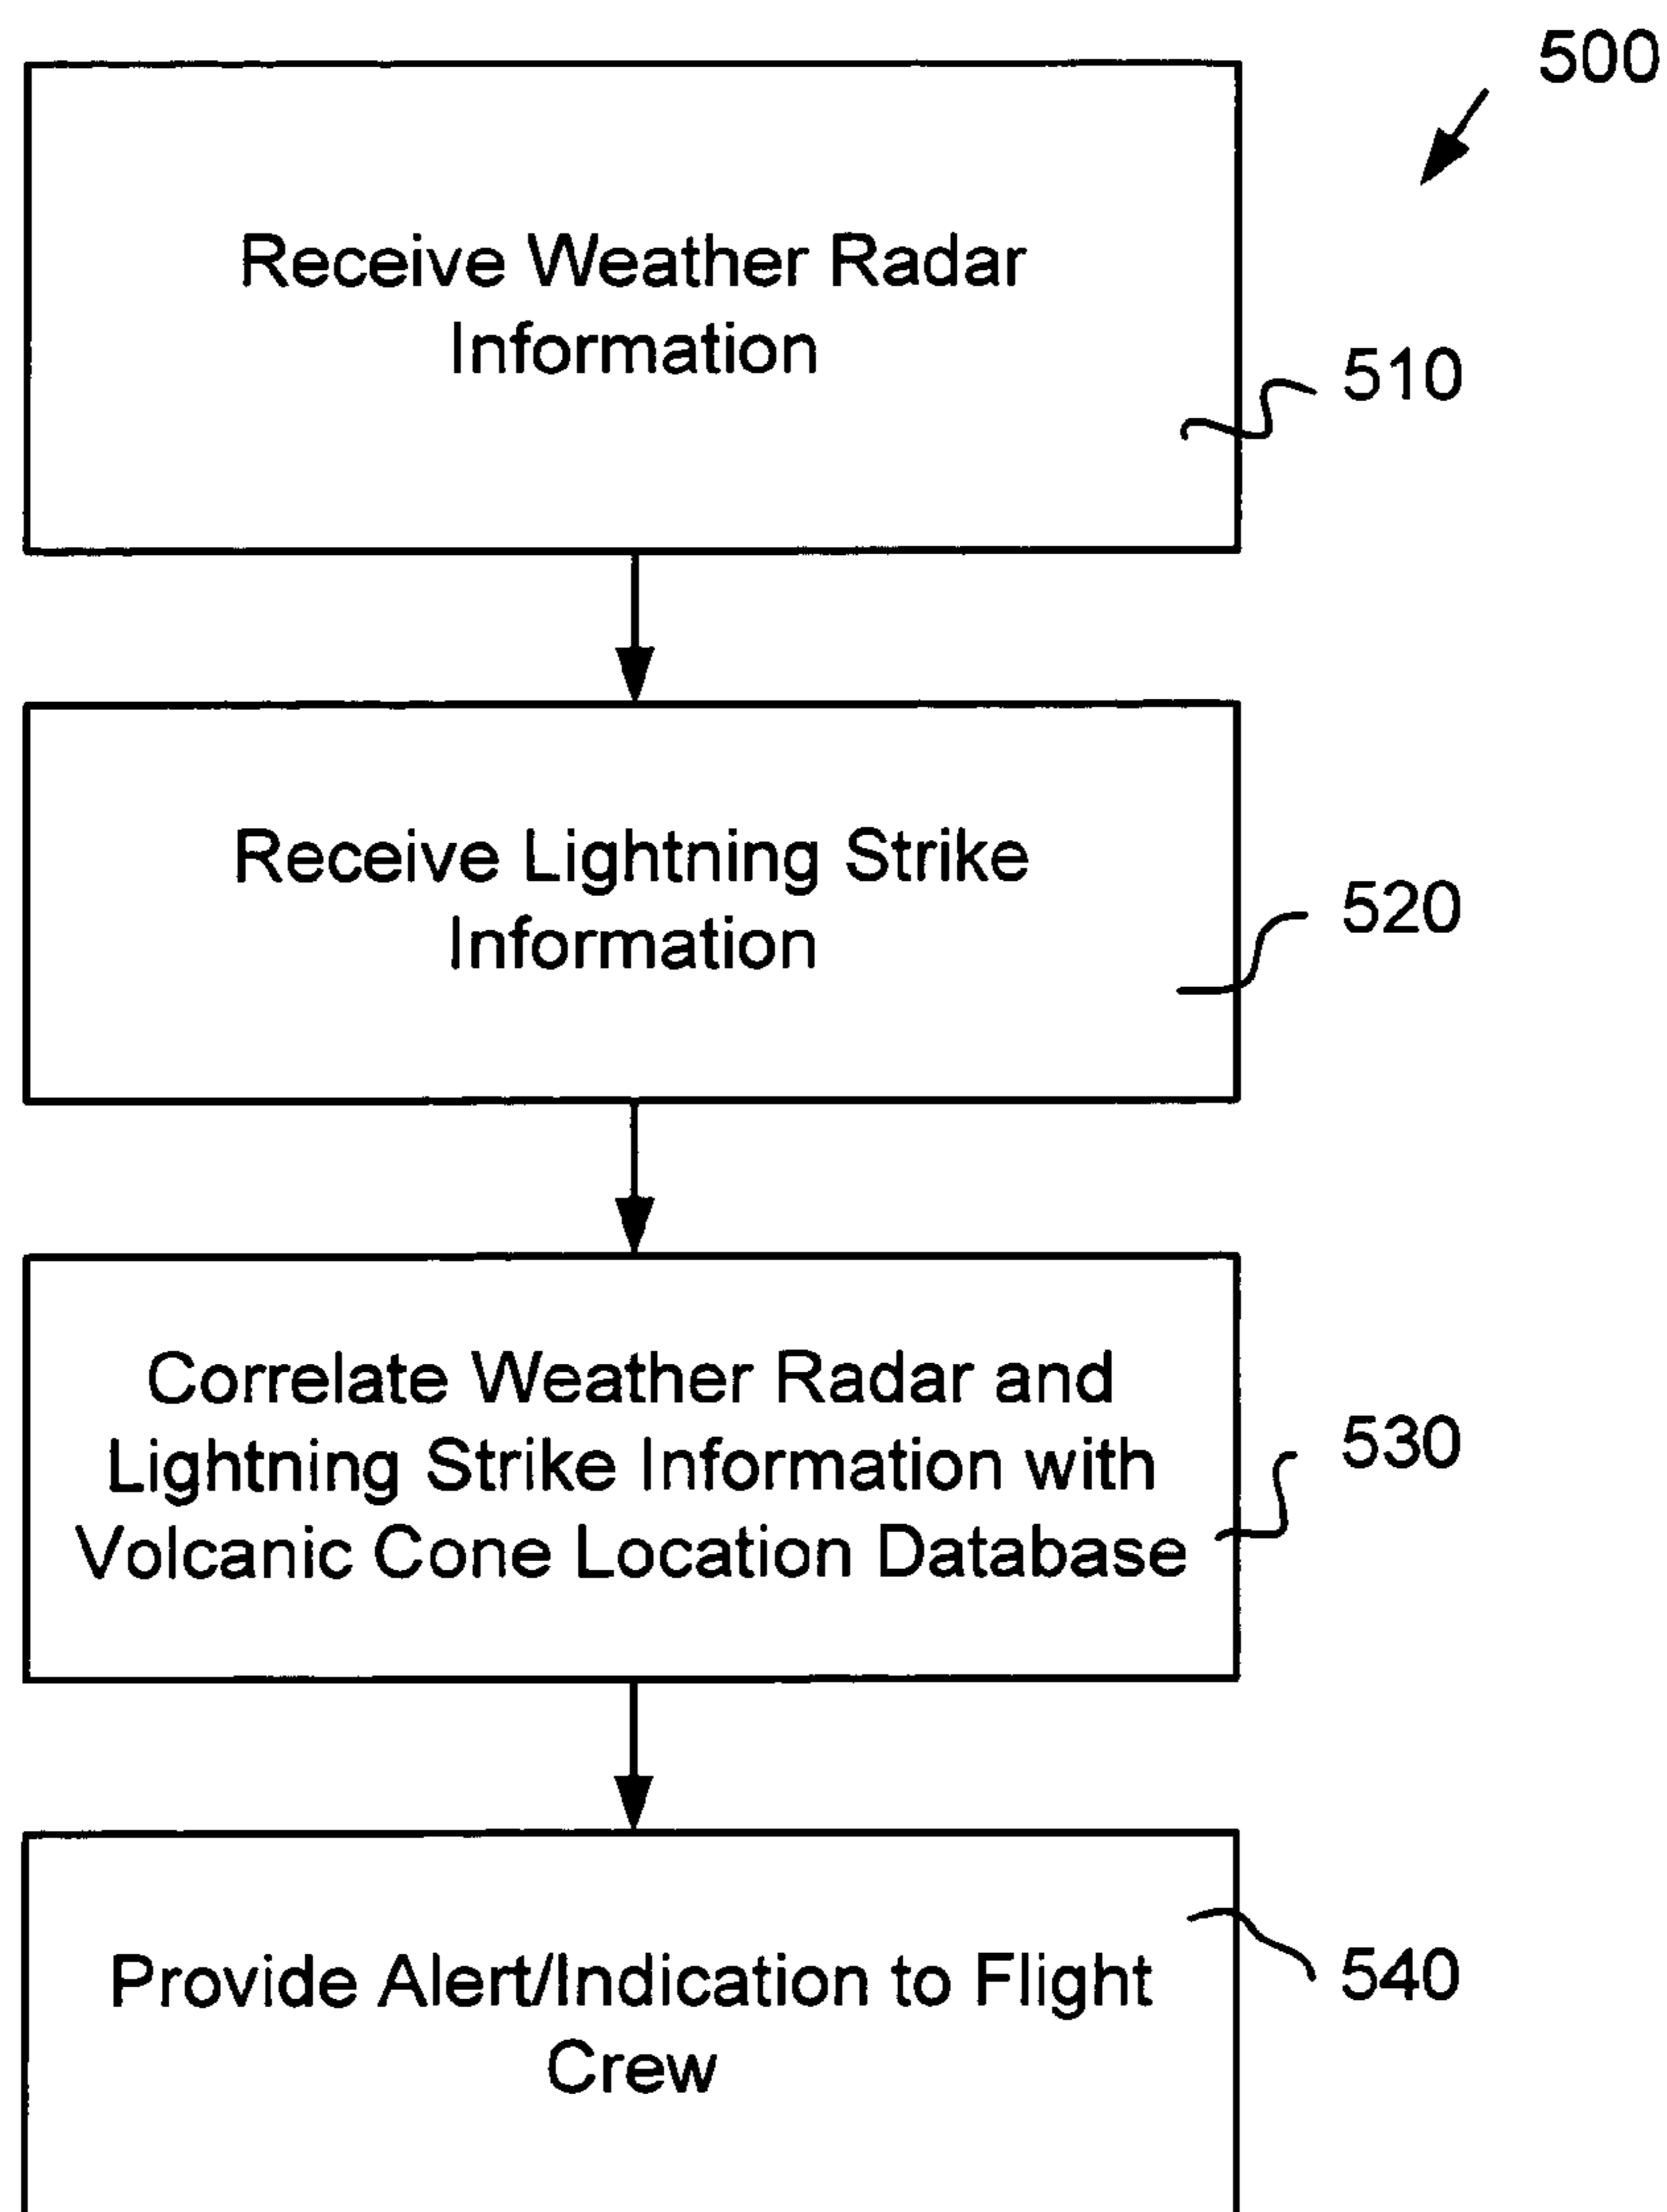 500
Receive Weather Radar
Information
510
Receive Lightning Strike
Information
520
Correlate Weather Radar and
Lightning Strike Information with
Volcanic Cone Location Database
530
Provide Alert/Indication to Flight
Crew
540